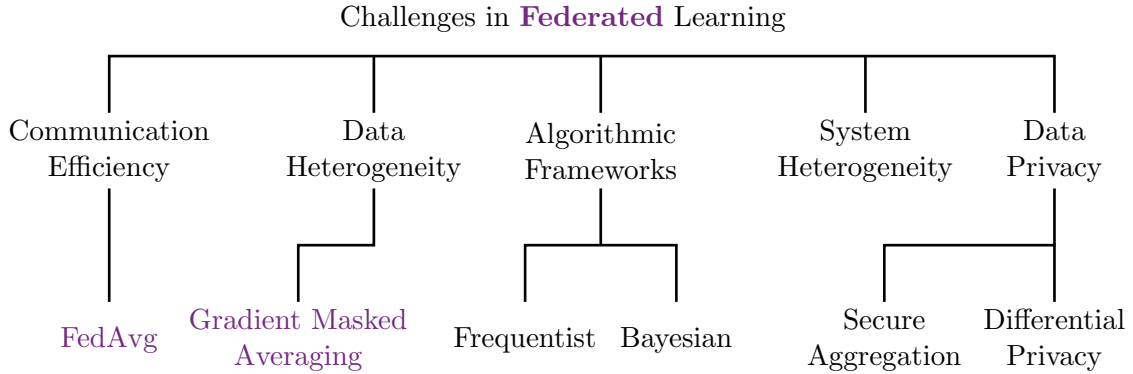 Challenges in Federated Learning
Communication
Efficiency
Data
Heterogeneity
Algorithmic
Frameworks
System
Heterogeneity
Data
Privacy
FedAvg
Gradient Masked
Averaging
Frequentist
Bayesian
Secure
Aggregation
Differential
Privacy